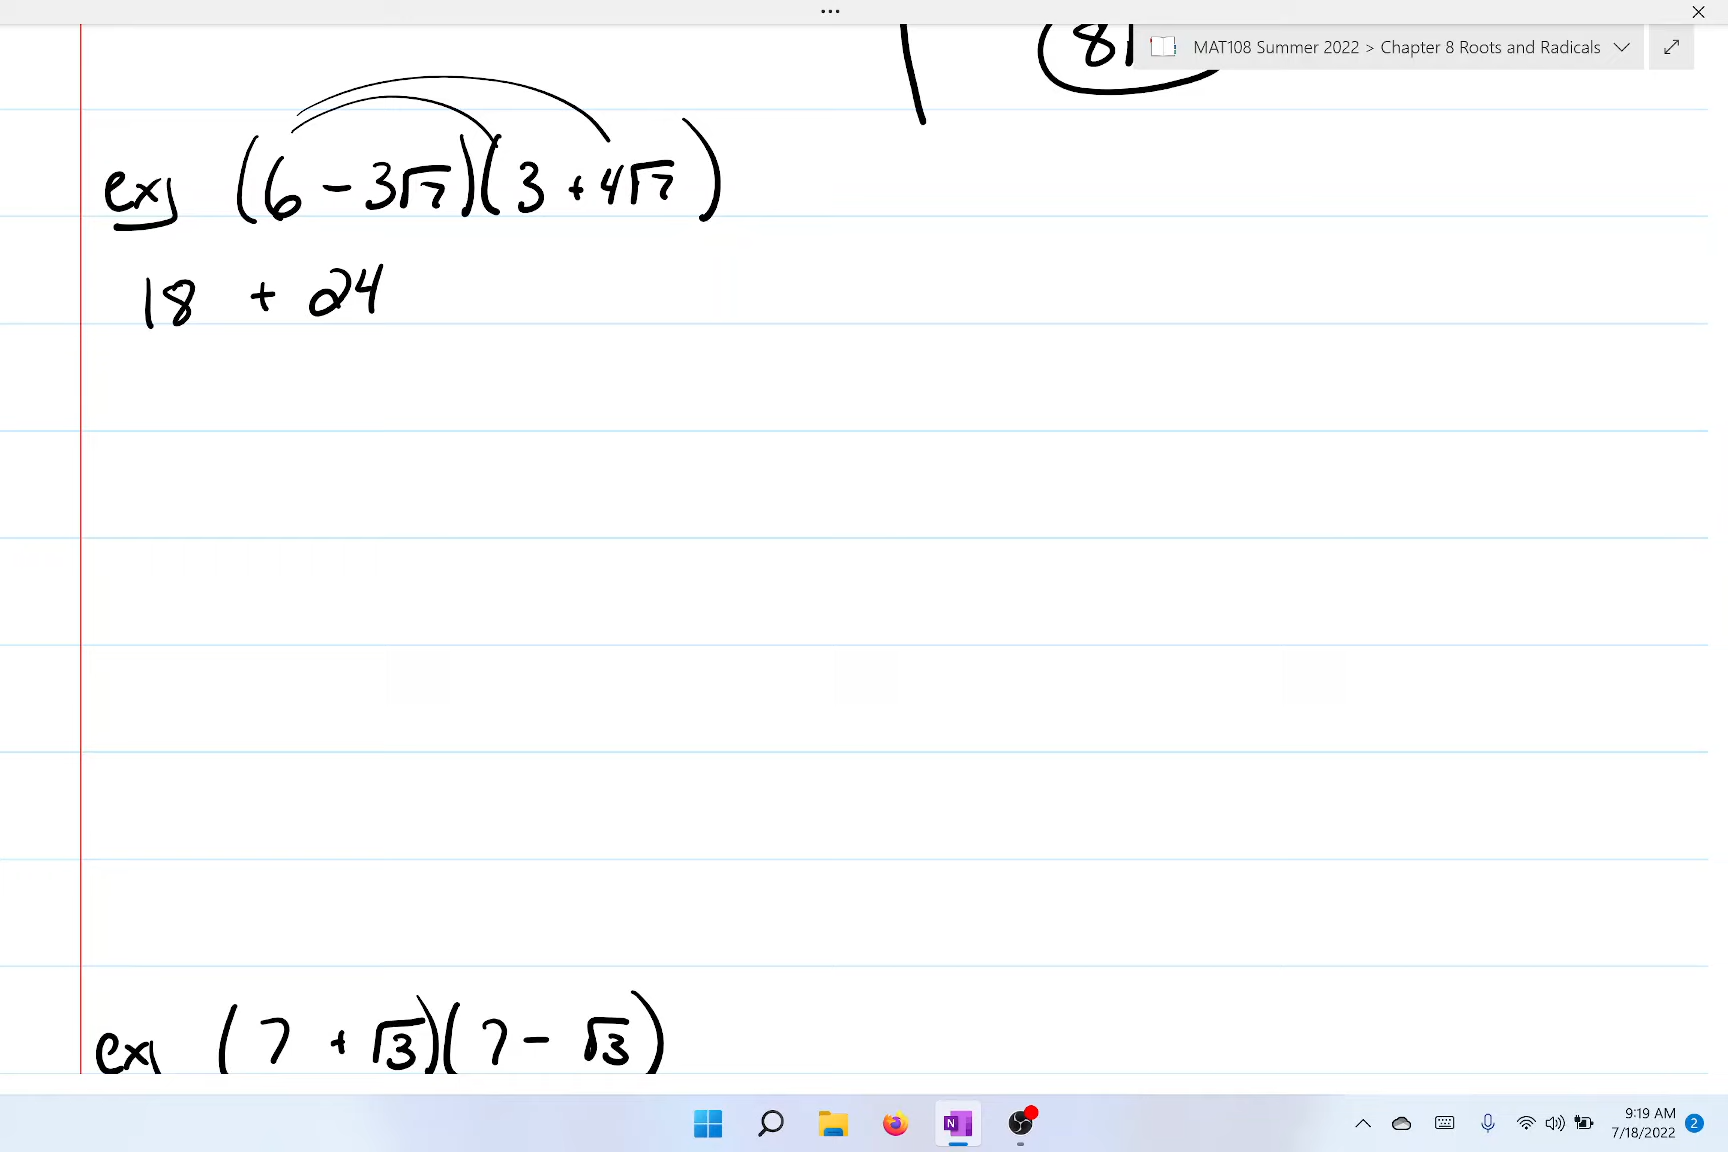 81
MAT108 Summer 2022 > Chapter 8 Roots and Radicals
ex) (6 - 3√7)(3 + 4√7)
18 + 24
ex) (7 + √3)(7 - √3)
9:19 AM
7/18/2022
2